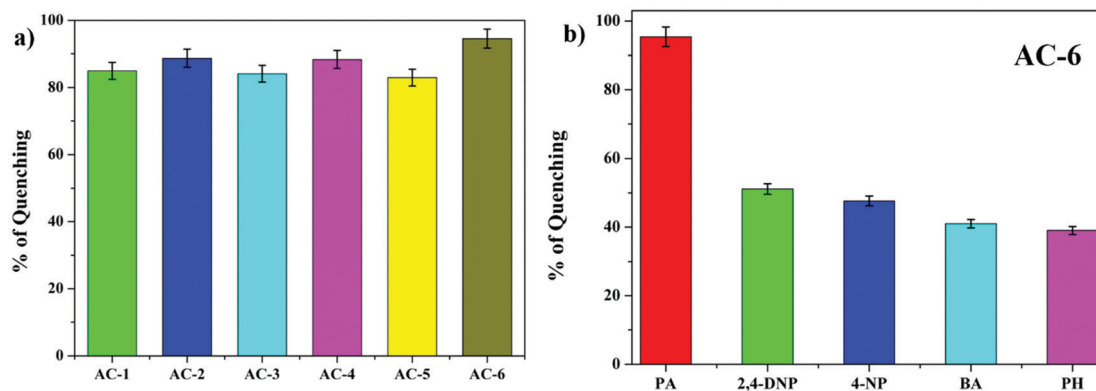 a)
% of Quenching
100
80
60
40
20
0
AC-1 AC-2 AC-3 AC-4 AC-5 AC-6
b)
AC-6
% of Quenching
100
80
60
40
20
0
PA 2,4-DNP 4-NP BA PH